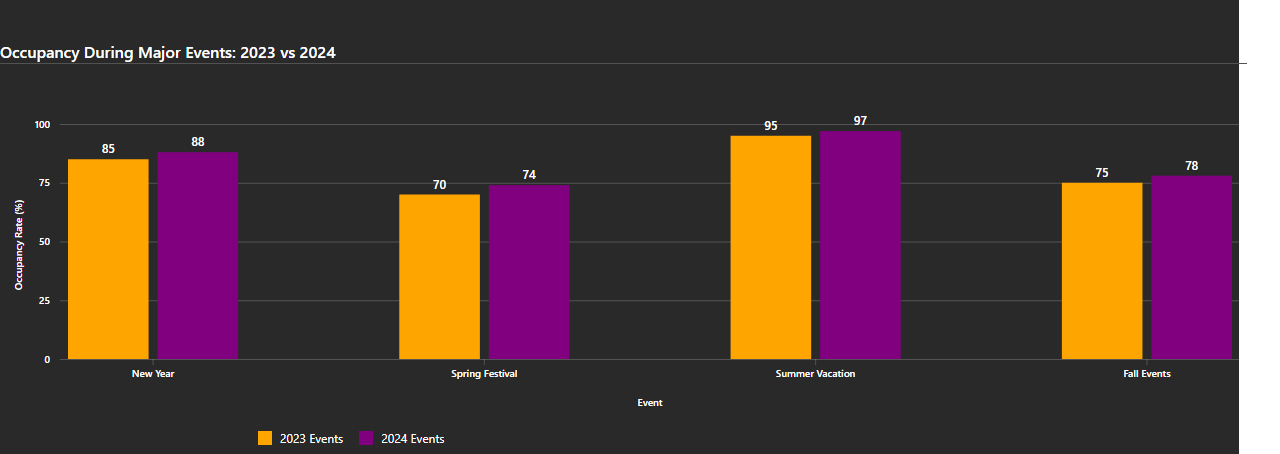 Occupancy During Major Events: 2023 vs 2024
100
75
50
25
0
Occupancy Rate (%)
85
88
70
74
95
97
75
78
New Year
Spring Festival
Summer Vacation
Fall Events
Event
2023 Events
2024 Events